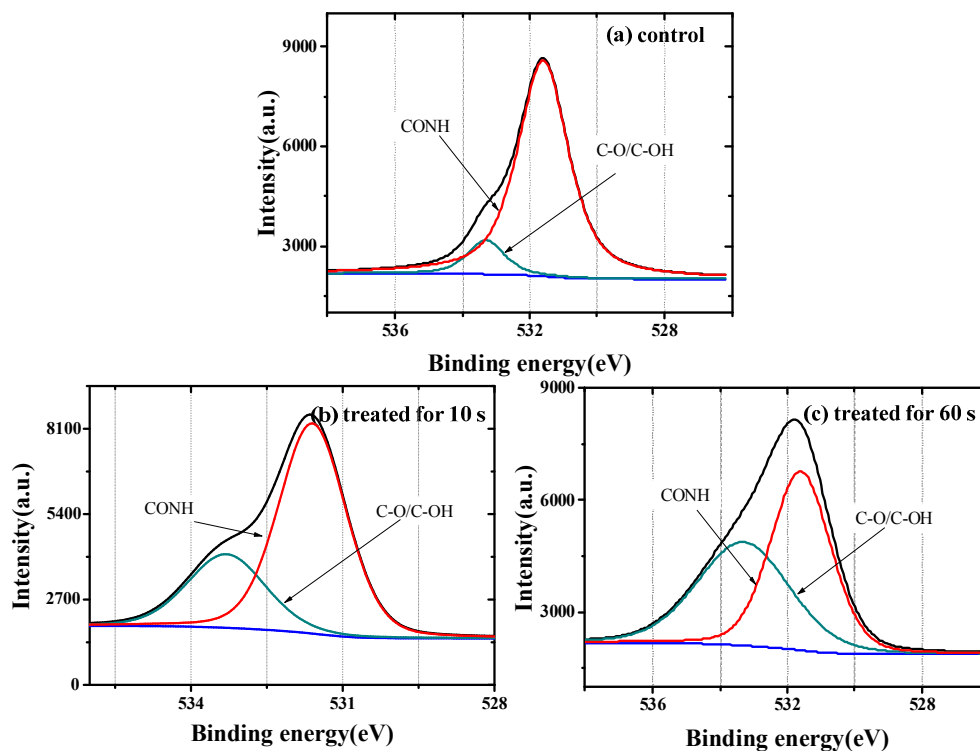 (a) control
9000
6000
3000
Intensity(a.u.)
CONH
C-O/C-OH
536
532
528
Binding energy(eV)
(b) treated for 10 s
8100
5400
2700
0
Intensity(a.u.)
CONH
C-O/C-OH
534
531
528
Binding energy(eV)
(c) treated for 60 s
9000
6000
3000
Intensity(a.u.)
CONH
C-O/C-OH
536
532
528
Binding energy(eV)